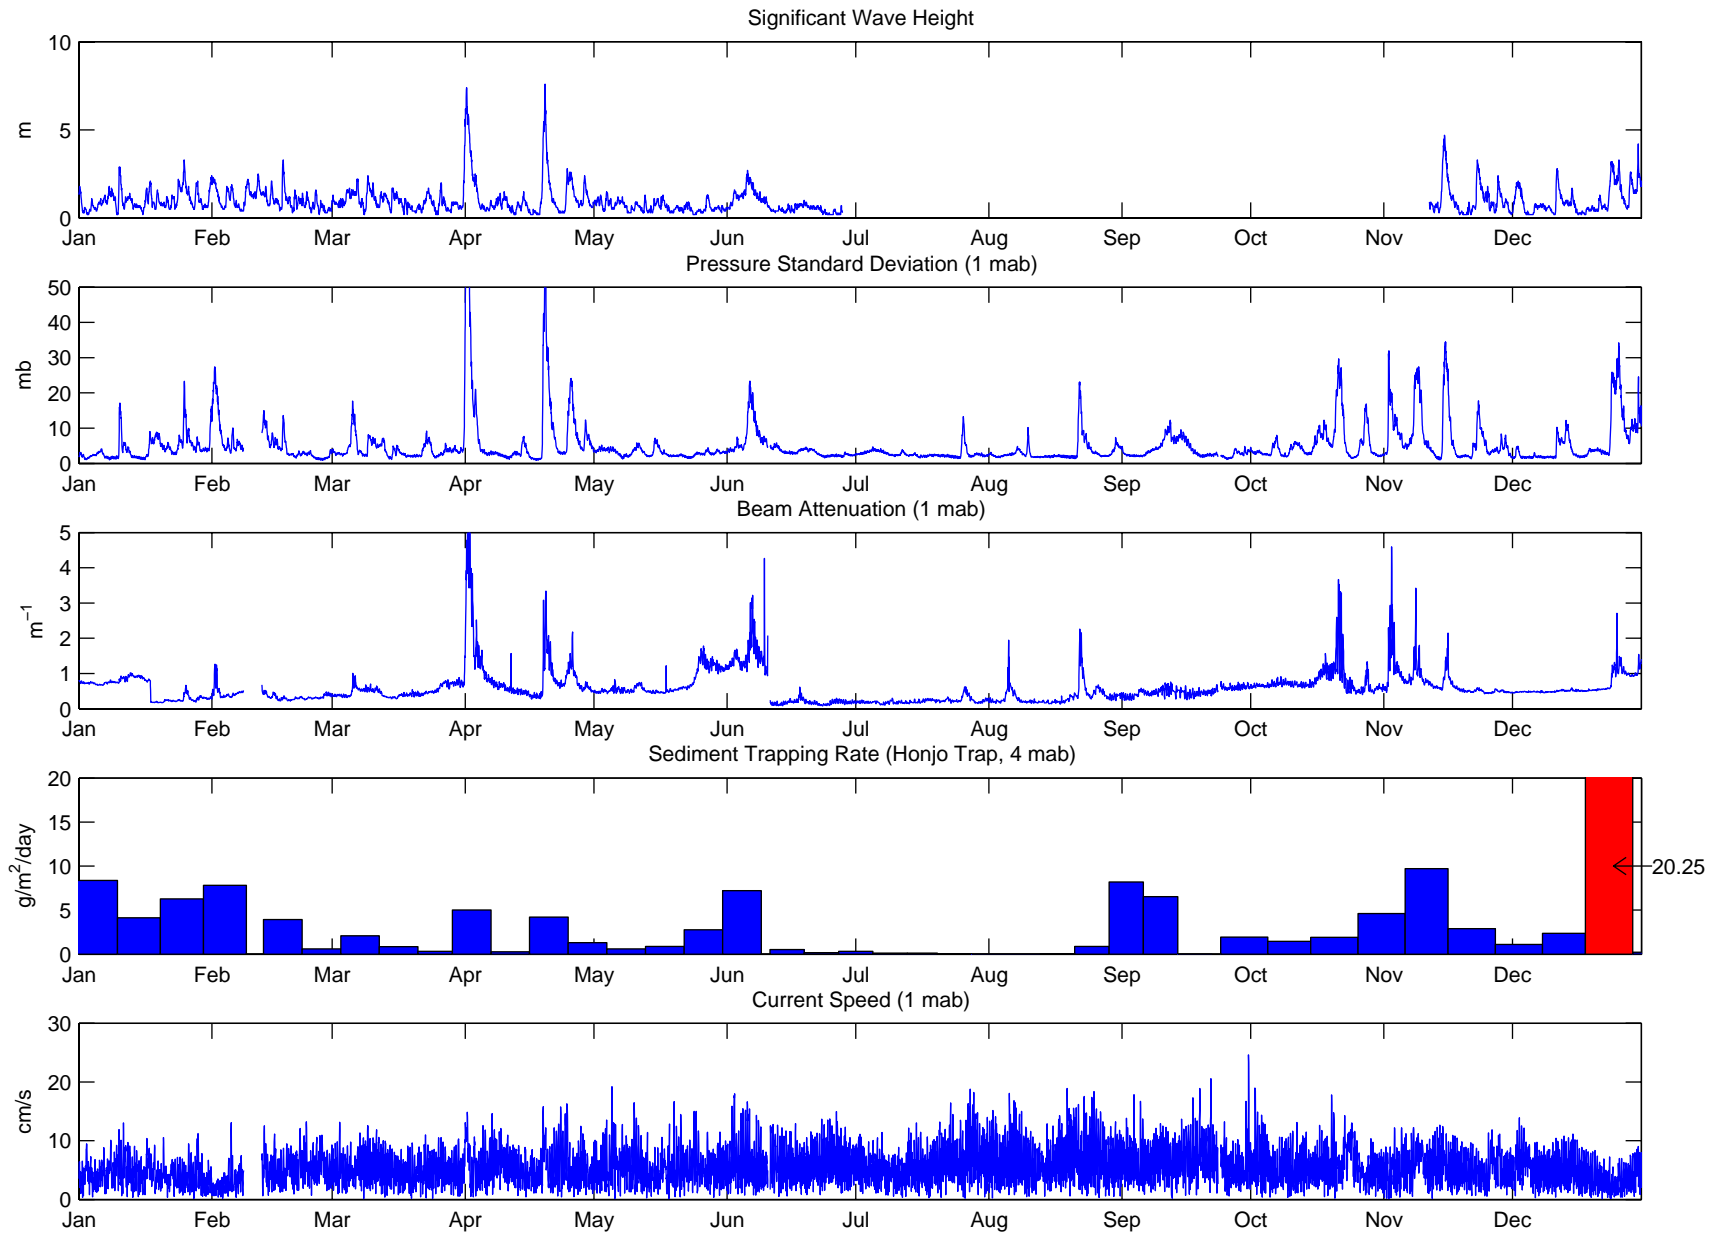 Significant Wave Height
10
5
0
m
Jan Feb Mar Apr May Jun Jul Aug Sep Oct Nov Dec
Pressure Standard Deviation (1 mab)
50
40
30
20
10
0
mb
Jan Feb Mar Apr May Jun Jul Aug Sep Oct Nov Dec
Beam Attenuation (1 mab)
5
4
3
2
1
0
m⁻¹
Jan Feb Mar Apr May Jun Jul Aug Sep Oct Nov Dec
Sediment Trapping Rate (Honjo Trap, 4 mab)
20
15
10
5
0
g/m²/day
20.25
Jan Feb Mar Apr May Jun Jul Aug Sep Oct Nov Dec
Current Speed (1 mab)
30
20
10
0
cm/s
Jan Feb Mar Apr May Jun Jul Aug Sep Oct Nov Dec